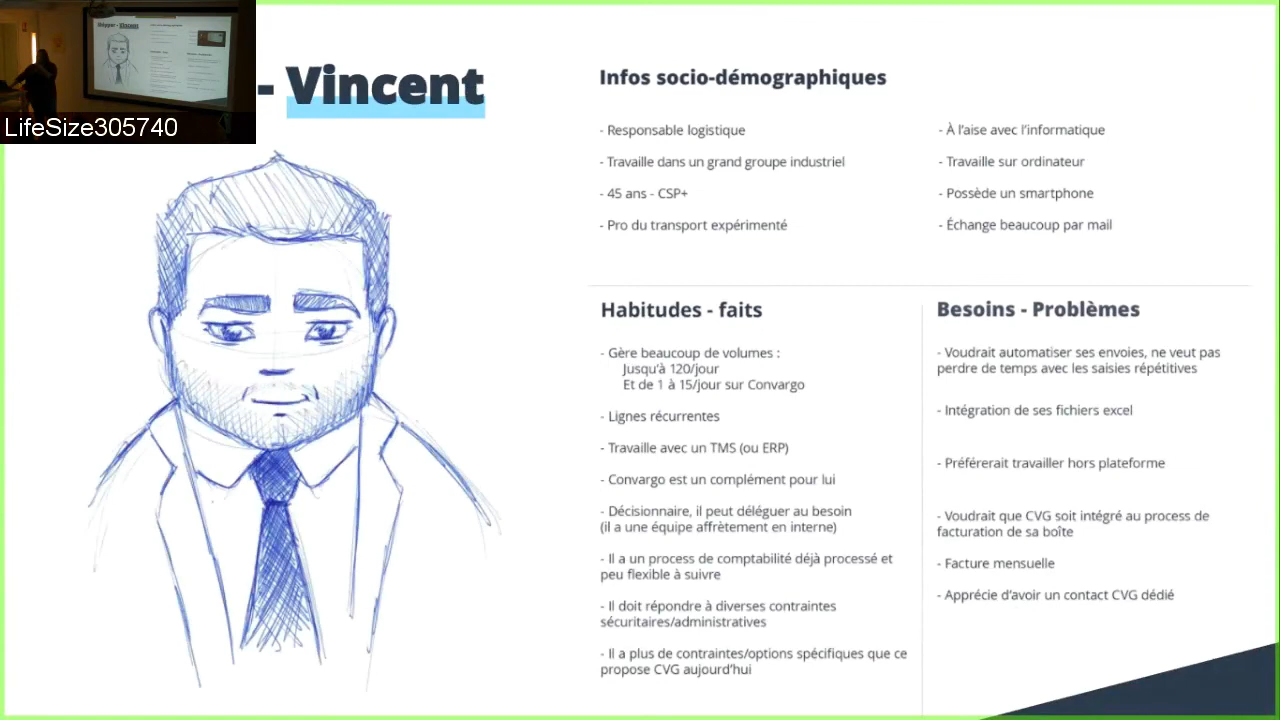 LifeSize305740
- Vincent
Infos socio-démographiques
- Responsable logistique
- Travaille dans un grand groupe industriel
- 45 ans - CSP+
- Pro du transport expérimenté
- À l'aise avec l'informatique
- Travaille sur ordinateur
- Possède un smartphone
- Échange beaucoup par mail
Habitudes - faits
- Gère beaucoup de volumes :
Jusqu'à 120/jour
Et de 1 à 15/jour sur Convargo
- Lignes récurrentes
- Travaille avec un TMS (ou ERP)
- Convargo est un complément pour lui
- Décisionnaire, il peut déléguer au besoin
(il a une équipe affrètement en interne)
- Il a un process de comptabilité déjà processé et
peu flexible à suivre
- Il doit répondre à diverses contraintes
sécuritaires/administratives
- Il a plus de contraintes/options spécifiques que ce
propose CVG aujourd'hui
Besoins - Problèmes
- Voudrait automatiser ses envoies, ne veut pas
perdre de temps avec les saisies répétitives
- Intégration de ses fichiers excel
- Préférerait travailler hors plateforme
- Voudrait que CVG soit intégré au process de
facturation de sa boîte
- Facture mensuelle
- Apprécie d'avoir un contact CVG dédié